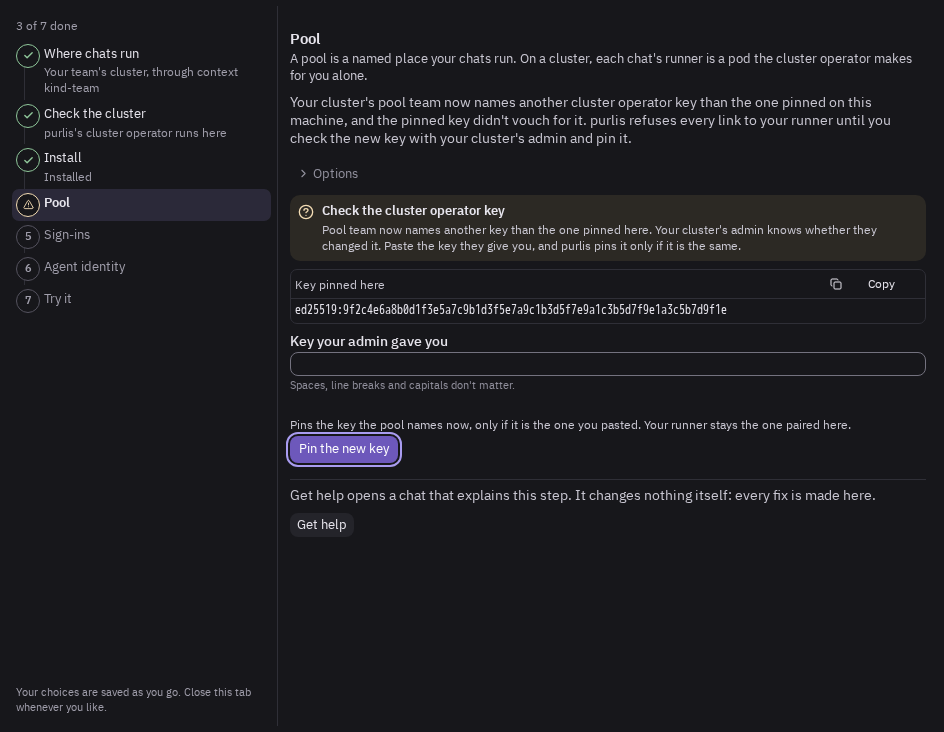 3 of 7 done
Where chats run
Your team's cluster, through context
kind-team
Check the cluster
purlis's cluster operator runs here
Install
Installed
Pool
5 Sign-ins
6 Agent identity
7 Try it
Your choices are saved as you go. Close this tab
whenever you like.
Pool
A pool is a named place your chats run. On a cluster, each chat's runner is a pod the cluster operator makes
for you alone.
Your cluster's pool team now names another cluster operator key than the one pinned on this
machine, and the pinned key didn't vouch for it. purlis refuses every link to your runner until you
check the new key with your cluster's admin and pin it.
Options
Check the cluster operator key
Pool team now names another key than the one pinned here. Your cluster's admin knows whether they
changed it. Paste the key they give you, and purlis pins it only if it is the same.
Key pinned here
Copy
ed25519:9f2c4e6a8b0d1f3e5a7c9b1d3f5e7a9c1b3d5f7e9a1c3b5d7f9e1a3c5b7d9f1e
Key your admin gave you
Spaces, line breaks and capitals don't matter.
Pins the key the pool names now, only if it is the one you pasted. Your runner stays the one paired here.
Pin the new key
Get help opens a chat that explains this step. It changes nothing itself: every fix is made here.
Get help